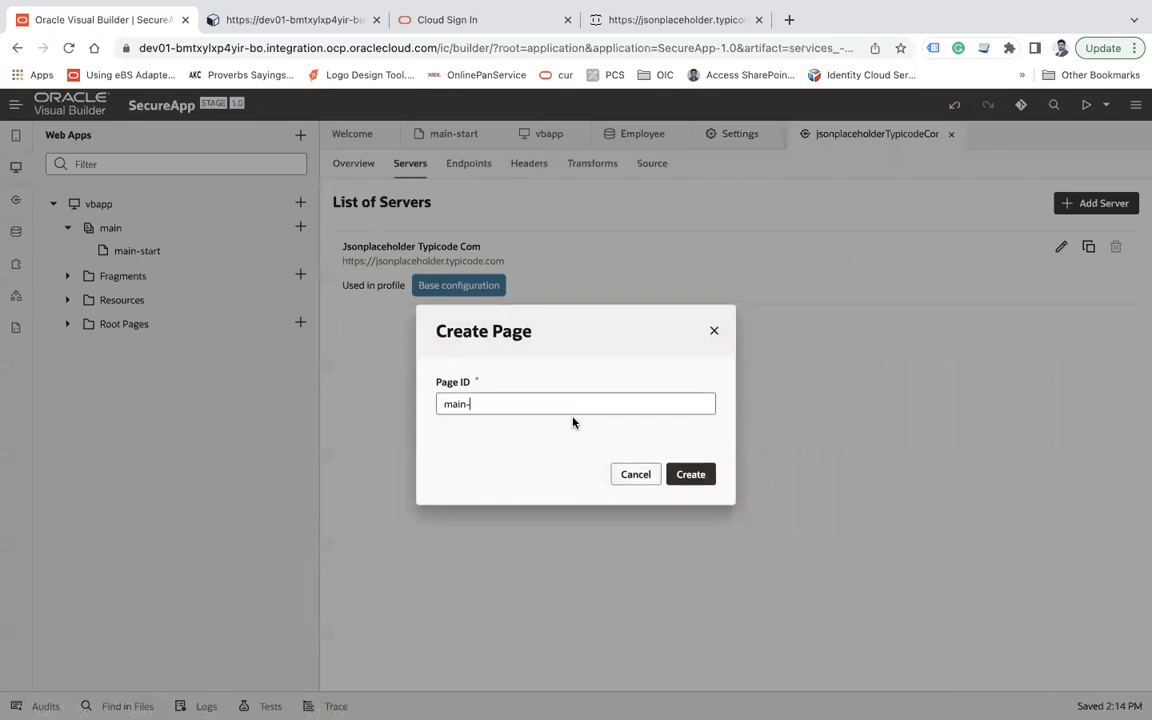 Oracle Visual Builder | SecureA
https://dev01-bmtxylxp4yir-bo
Cloud Sign In
https://jsonplaceholder.typico
dev01-bmtxylxp4yir-bo.integration.ocp.oraclecloud.com/ic/builder/?root=application&application=SecureApp-1.0&artifact=services_-...
Update
Apps
Using eBS Adapte...
AKC Proverbs Sayings...
Logo Design Tool....
OnlinePanService
cur
PCS
OIC
Access SharePoin...
Identity Cloud Ser...
»
Other Bookmarks
ORACLE
Visual Builder
SecureApp STAGE 1.0
Web Apps
Filter
vbapp
main
main-start
Fragments
Resources
Root Pages
Welcome
main-start
vbapp
Employee
Settings
jsonplaceholderTypicodeCor
Overview
Servers
Endpoints
Headers
Transforms
Source
List of Servers
Add Server
Jsonplaceholder Typicode Com
https://jsonplaceholder.typicode.com
Used in profile
Base configuration
Create Page
Page ID *
main-
Cancel
Create
Audits
Find in Files
Logs
Tests
Trace
Saved 2:14 PM